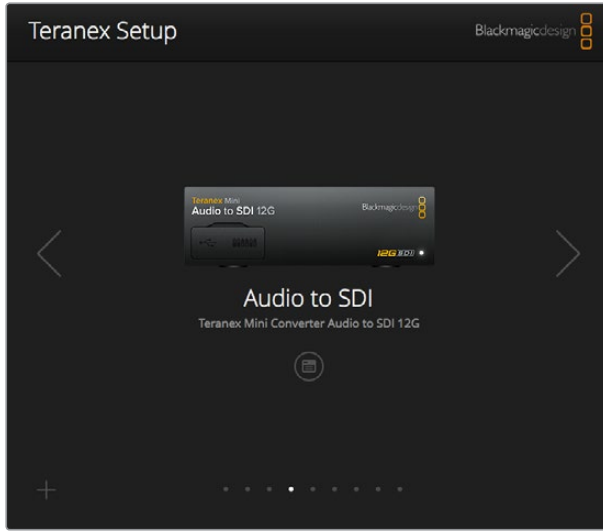 Teranex Setup
Blackmagicdesign
Teranex Mini
Audio to SDI 12G
Blackmagicdesign
12G SDI
Audio to SDI
Teranex Mini Converter Audio to SDI 12G